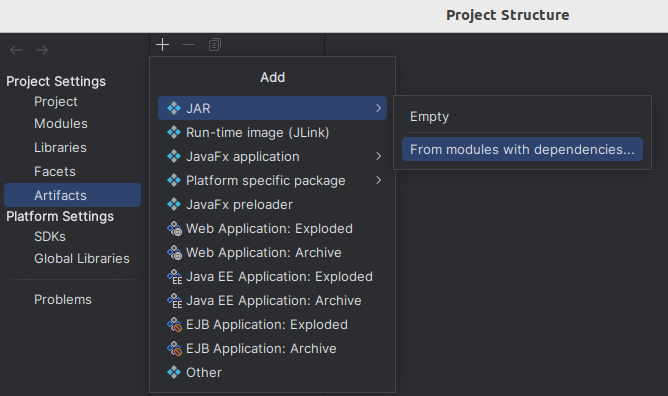 Project Structure
Project Settings
Project
Modules
Libraries
Facets
Artifacts
Platform Settings
SDKs
Global Libraries
Problems
Add
JAR
Run-time image (JLink)
JavaFx application
Platform specific package
JavaFx preloader
Web Application: Exploded
Web Application: Archive
Java EE Application: Exploded
Java EE Application: Archive
EJB Application: Exploded
EJB Application: Archive
Other
Empty
From modules with dependencies...